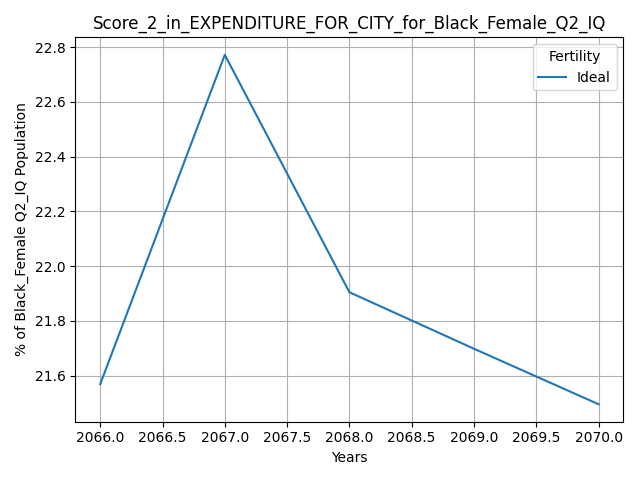 Score_2_in_EXPENDITURE_FOR_CITY_for_Black_Female_Q2_IQ
Fertility
Ideal
% of Black_Female Q2_IQ Population
22.8
22.6
22.4
22.2
22.0
21.8
21.6
2066.0 2066.5 2067.0 2067.5 2068.0 2068.5 2069.0 2069.5 2070.0
Years